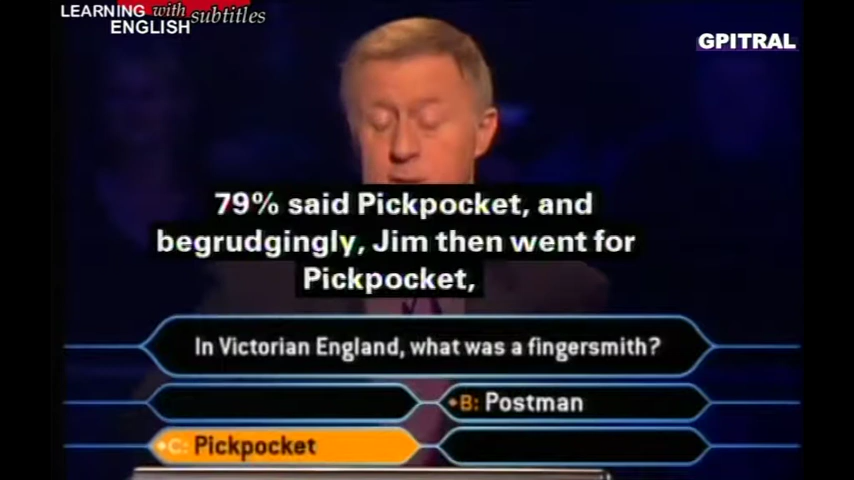 LEARNING with subtitles
ENGLISH
GPITRAL
79% said Pickpocket, and
begrudgingly, Jim then went for
Pickpocket,
In Victorian England, what was a fingersmith?
B: Postman
C: Pickpocket